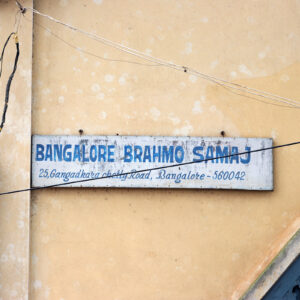 BANGALORE BRAHMO SAMAJ
25, Gangadhara chetty Road, Bangalore - 560042